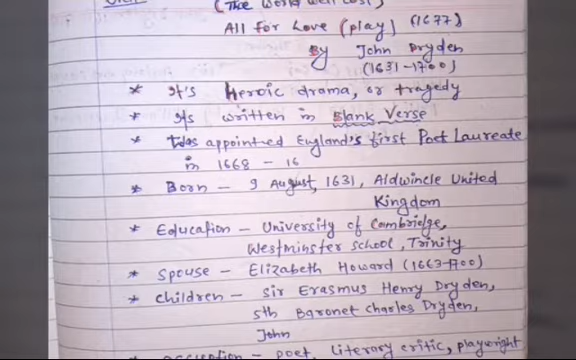 (The World Well Lost)
All For Love (play) (1677)
By John Dryden
(1631-1700)
* It's Heroic drama, or tragedy
* It's written in Blank Verse
* Was appointed England's first Poet Laureate
in 1668 - 16
* Born - 9 August, 1631, Aldwincle United
Kingdom
* Education - University of Cambridge,
Westminster school, Trinity
* Spouse - Elizabeth Howard (1663-1700)
* Children - Sir Erasmus Henry Dryden,
5th Baronet Charles Dryden,
John
poet, literary critic, playwright